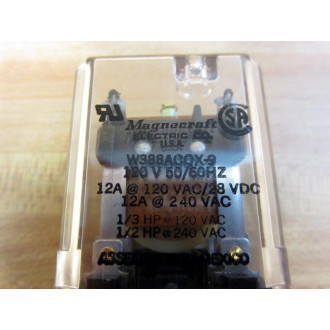 Magnecraft
ELECTRIC CO.
U.S.A.
W388ACQX-9
120 V 50/60HZ
12A @ 120 VAC/28 VDC
12A @ 240 VAC
1/3 HP @ 120 VAC
1/2 HP @ 240 VAC